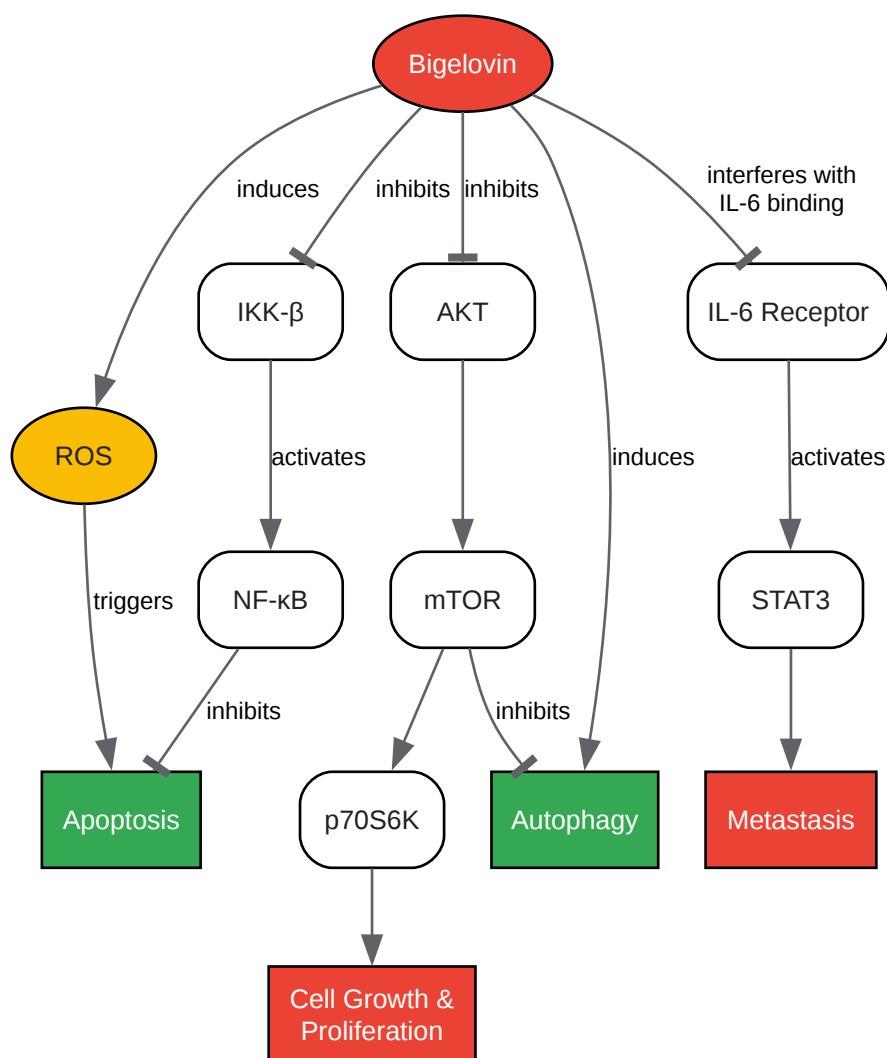 Bigelovin
induces
inhibits
inhibits
interferes with
IL-6 binding
IKK-β
AKT
IL-6 Receptor
ROS
activates
induces
activates
triggers
NF-κB
mTOR
STAT3
inhibits
inhibits
Apoptosis
p70S6K
Autophagy
Metastasis
Cell Growth &
Proliferation